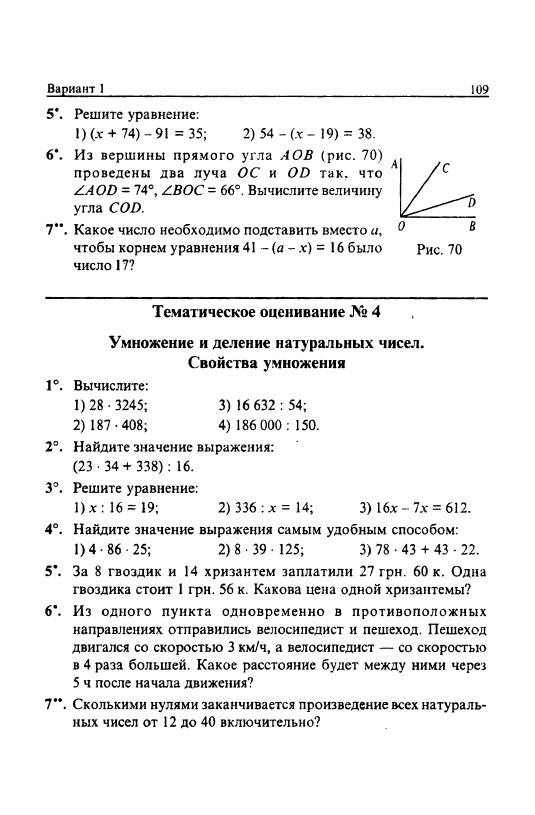 Вариант 1 109
5•. Решите уравнение:
1) (x + 74) – 91 = 35; 2) 54 – (x – 19) = 38.
6•. Из вершины прямого угла AOB (рис. 70)
проведены два луча OC и OD так, что
∠AOD = 74°, ∠BOC = 66°. Вычислите величину
угла COD.
7••. Какое число необходимо подставить вместо a,
чтобы корнем уравнения 41 – (a – x) = 16 было
число 17?
A
C
D
O B
Рис. 70
Тематическое оценивание № 4
Умножение и деление натуральных чисел.
Свойства умножения
1°. Вычислите:
1) 28 · 3245; 3) 16 632 : 54;
2) 187 · 408; 4) 186 000 : 150.
2°. Найдите значение выражения:
(23 · 34 + 338) : 16.
3°. Решите уравнение:
1) x : 16 = 19; 2) 336 : x = 14; 3) 16x – 7x = 612.
4°. Найдите значение выражения самым удобным способом:
1) 4 · 86 · 25; 2) 8 · 39 · 125; 3) 78 · 43 + 43 · 22.
5•. За 8 гвоздик и 14 хризантем заплатили 27 грн. 60 к. Одна
гвоздика стоит 1 грн. 56 к. Какова цена одной хризантемы?
6•. Из одного пункта одновременно в противоположных
направлениях отправились велосипедист и пешеход. Пешеход
двигался со скоростью 3 км/ч, а велосипедист — со скоростью
в 4 раза большей. Какое расстояние будет между ними через
5 ч после начала движения?
7••. Сколькими нулями заканчивается произведение всех натураль-
ных чисел от 12 до 40 включительно?